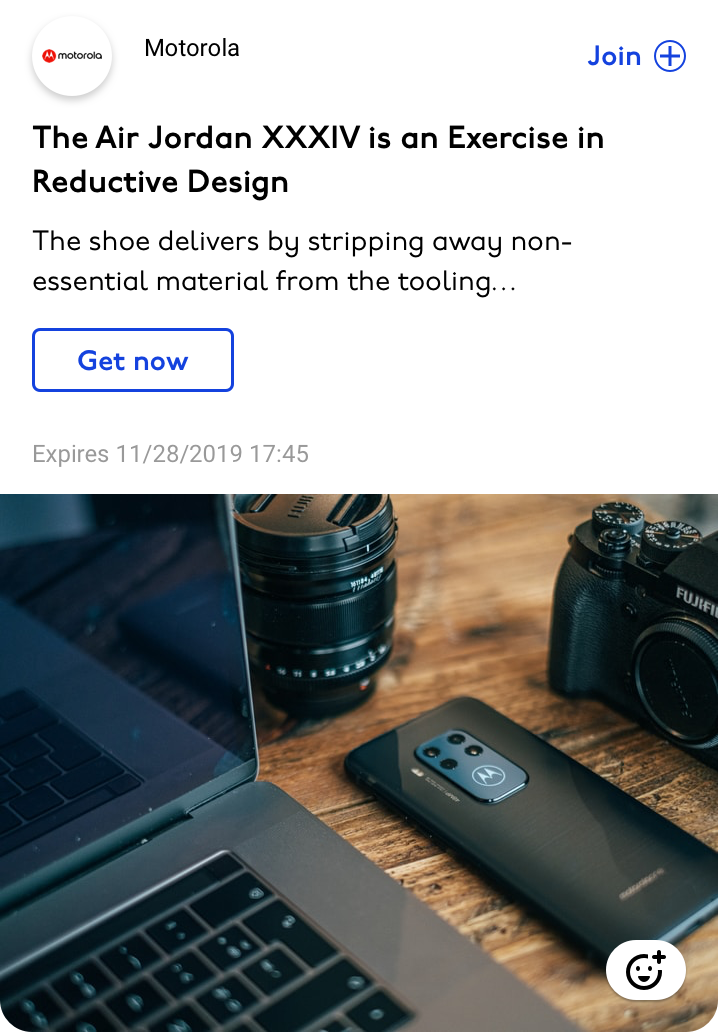 motorola
Motorola
Join
The Air Jordan XXXIV is an Exercise in
Reductive Design
The shoe delivers by stripping away non-
essential material from the tooling…
Get now
Expires 11/28/2019 17:45
FUJIFI